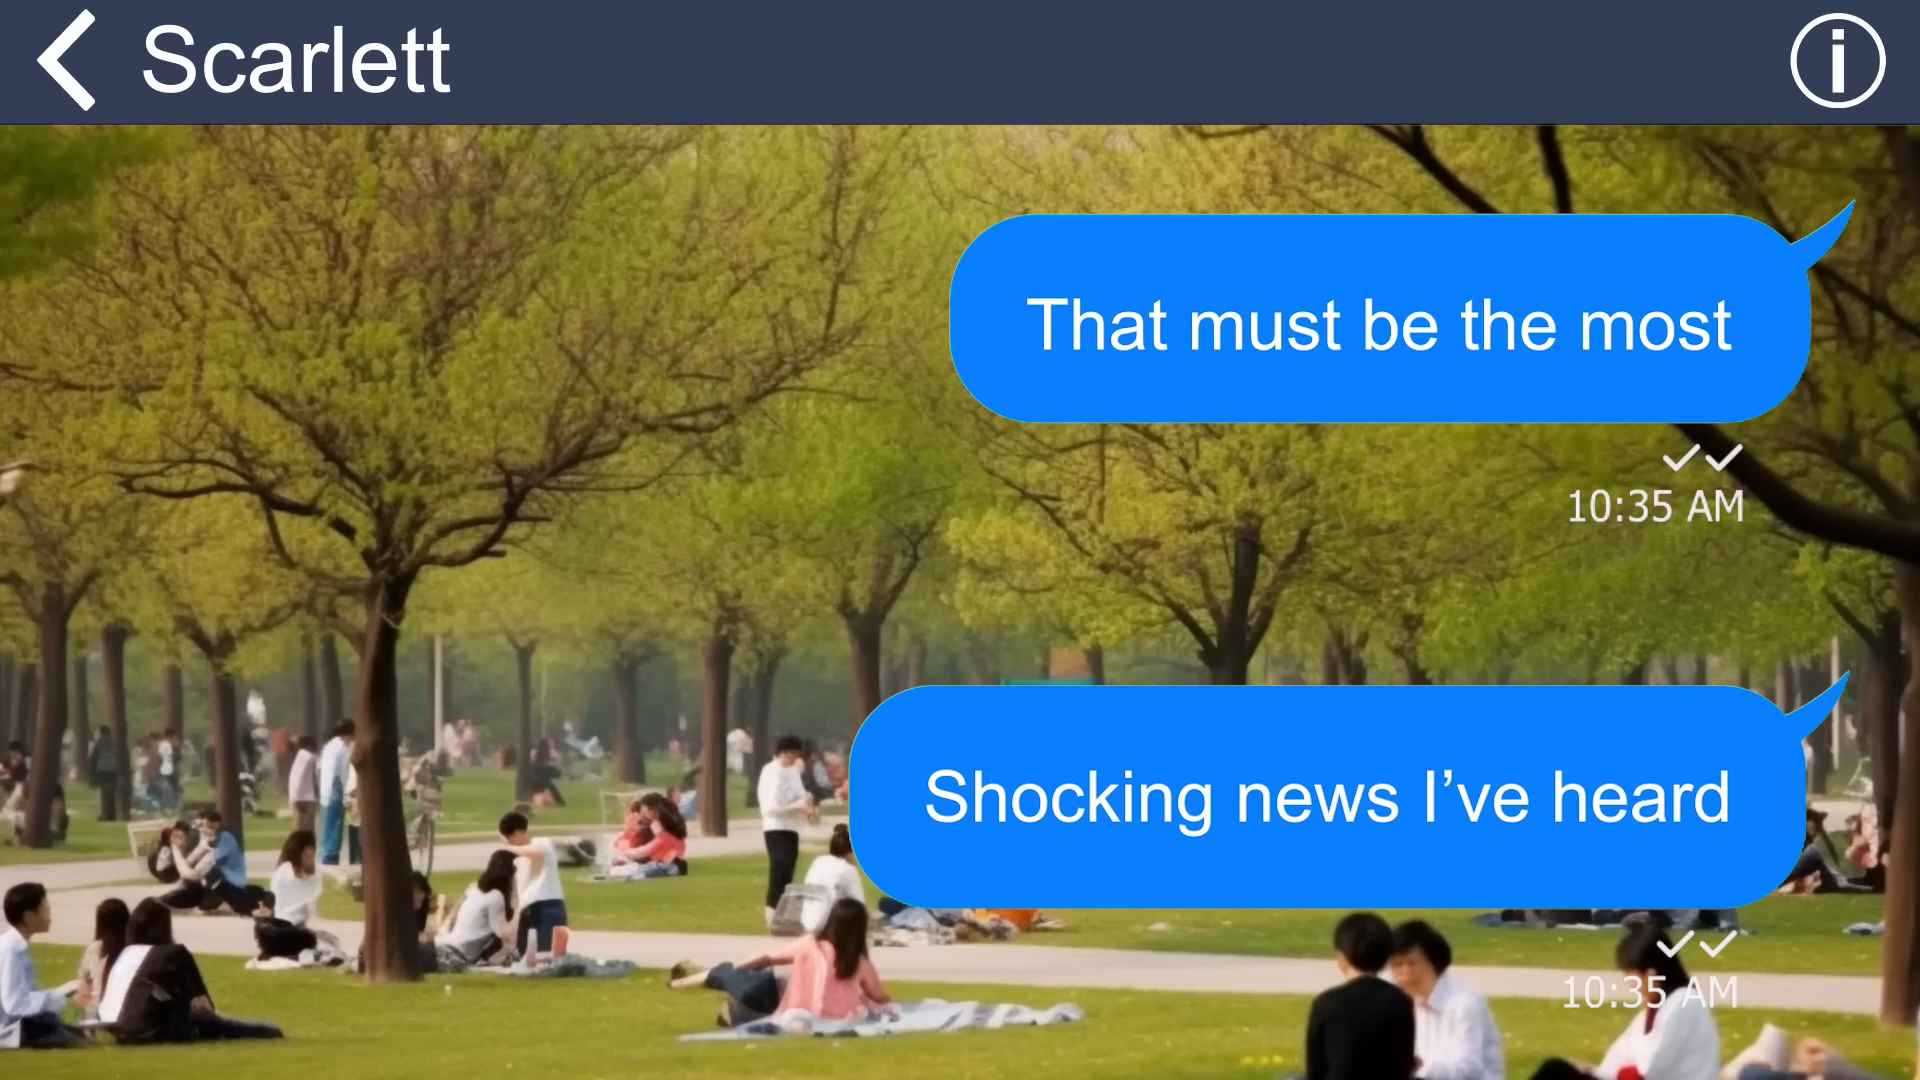 Scarlett
That must be the most
10:35 AM
Shocking news I’ve heard
10:35 AM